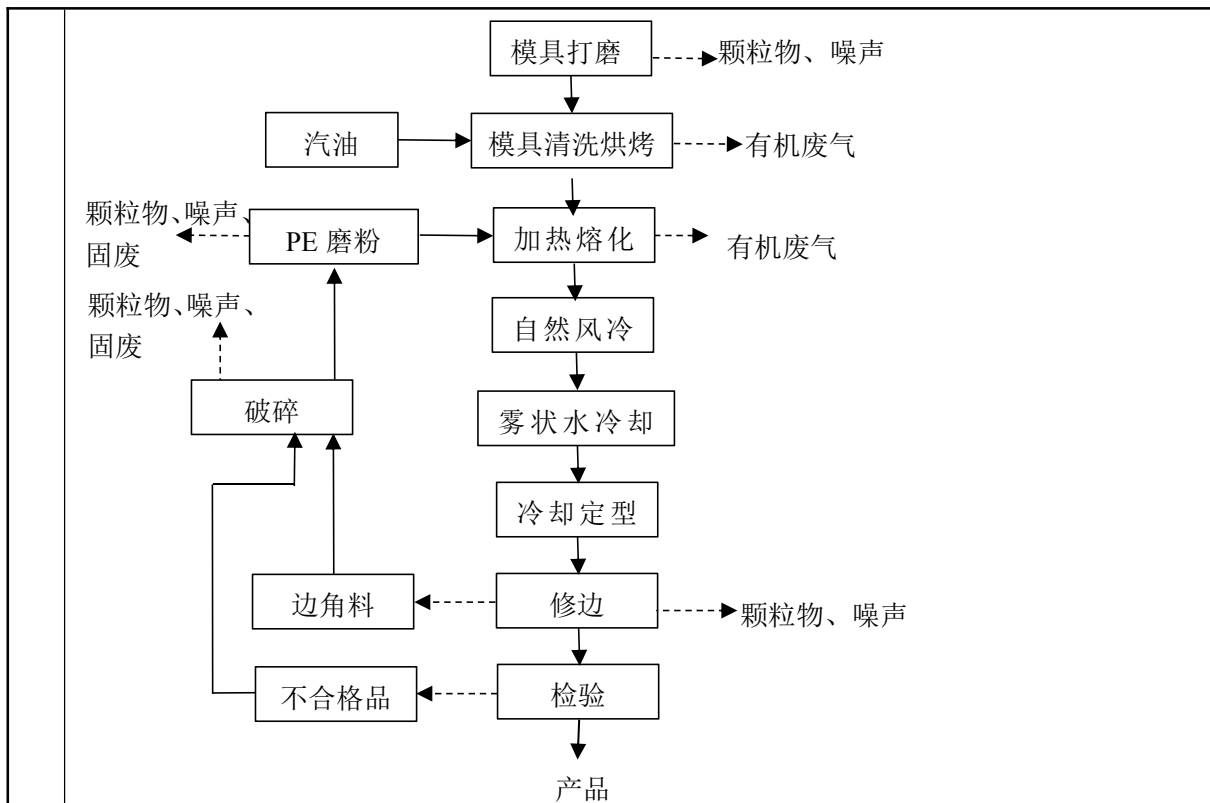 模具打磨
颗粒物、噪声
汽油
模具清洗烘烤
有机废气
颗粒物、噪声、
固废
PE 磨粉
加热熔化
有机废气
颗粒物、噪声、
固废
自然风冷
破碎
雾状水冷却
冷却定型
边角料
修边
颗粒物、噪声
不合格品
检验
产品